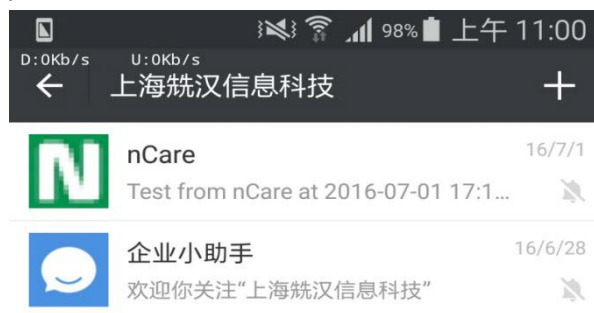 98% 上午 11:00
D:0Kb/s U:0Kb/s
上海兟汉信息科技
N nCare 16/7/1
Test from nCare at 2016-07-01 17:1...
企业小助手 16/6/28
欢迎你关注“上海兟汉信息科技”